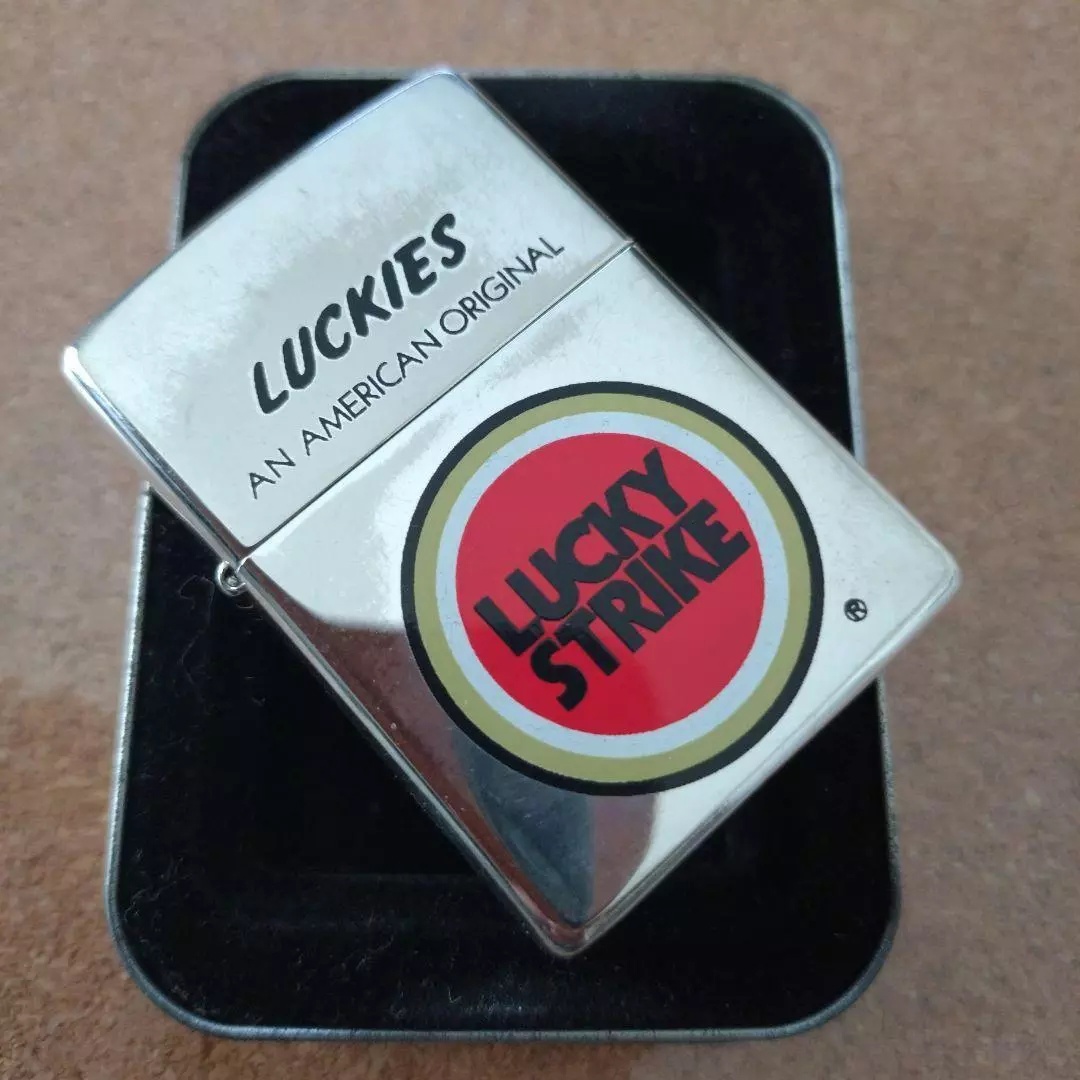 LUCKIES
AN AMERICAN ORIGINAL
LUCKY
STRIKE
®